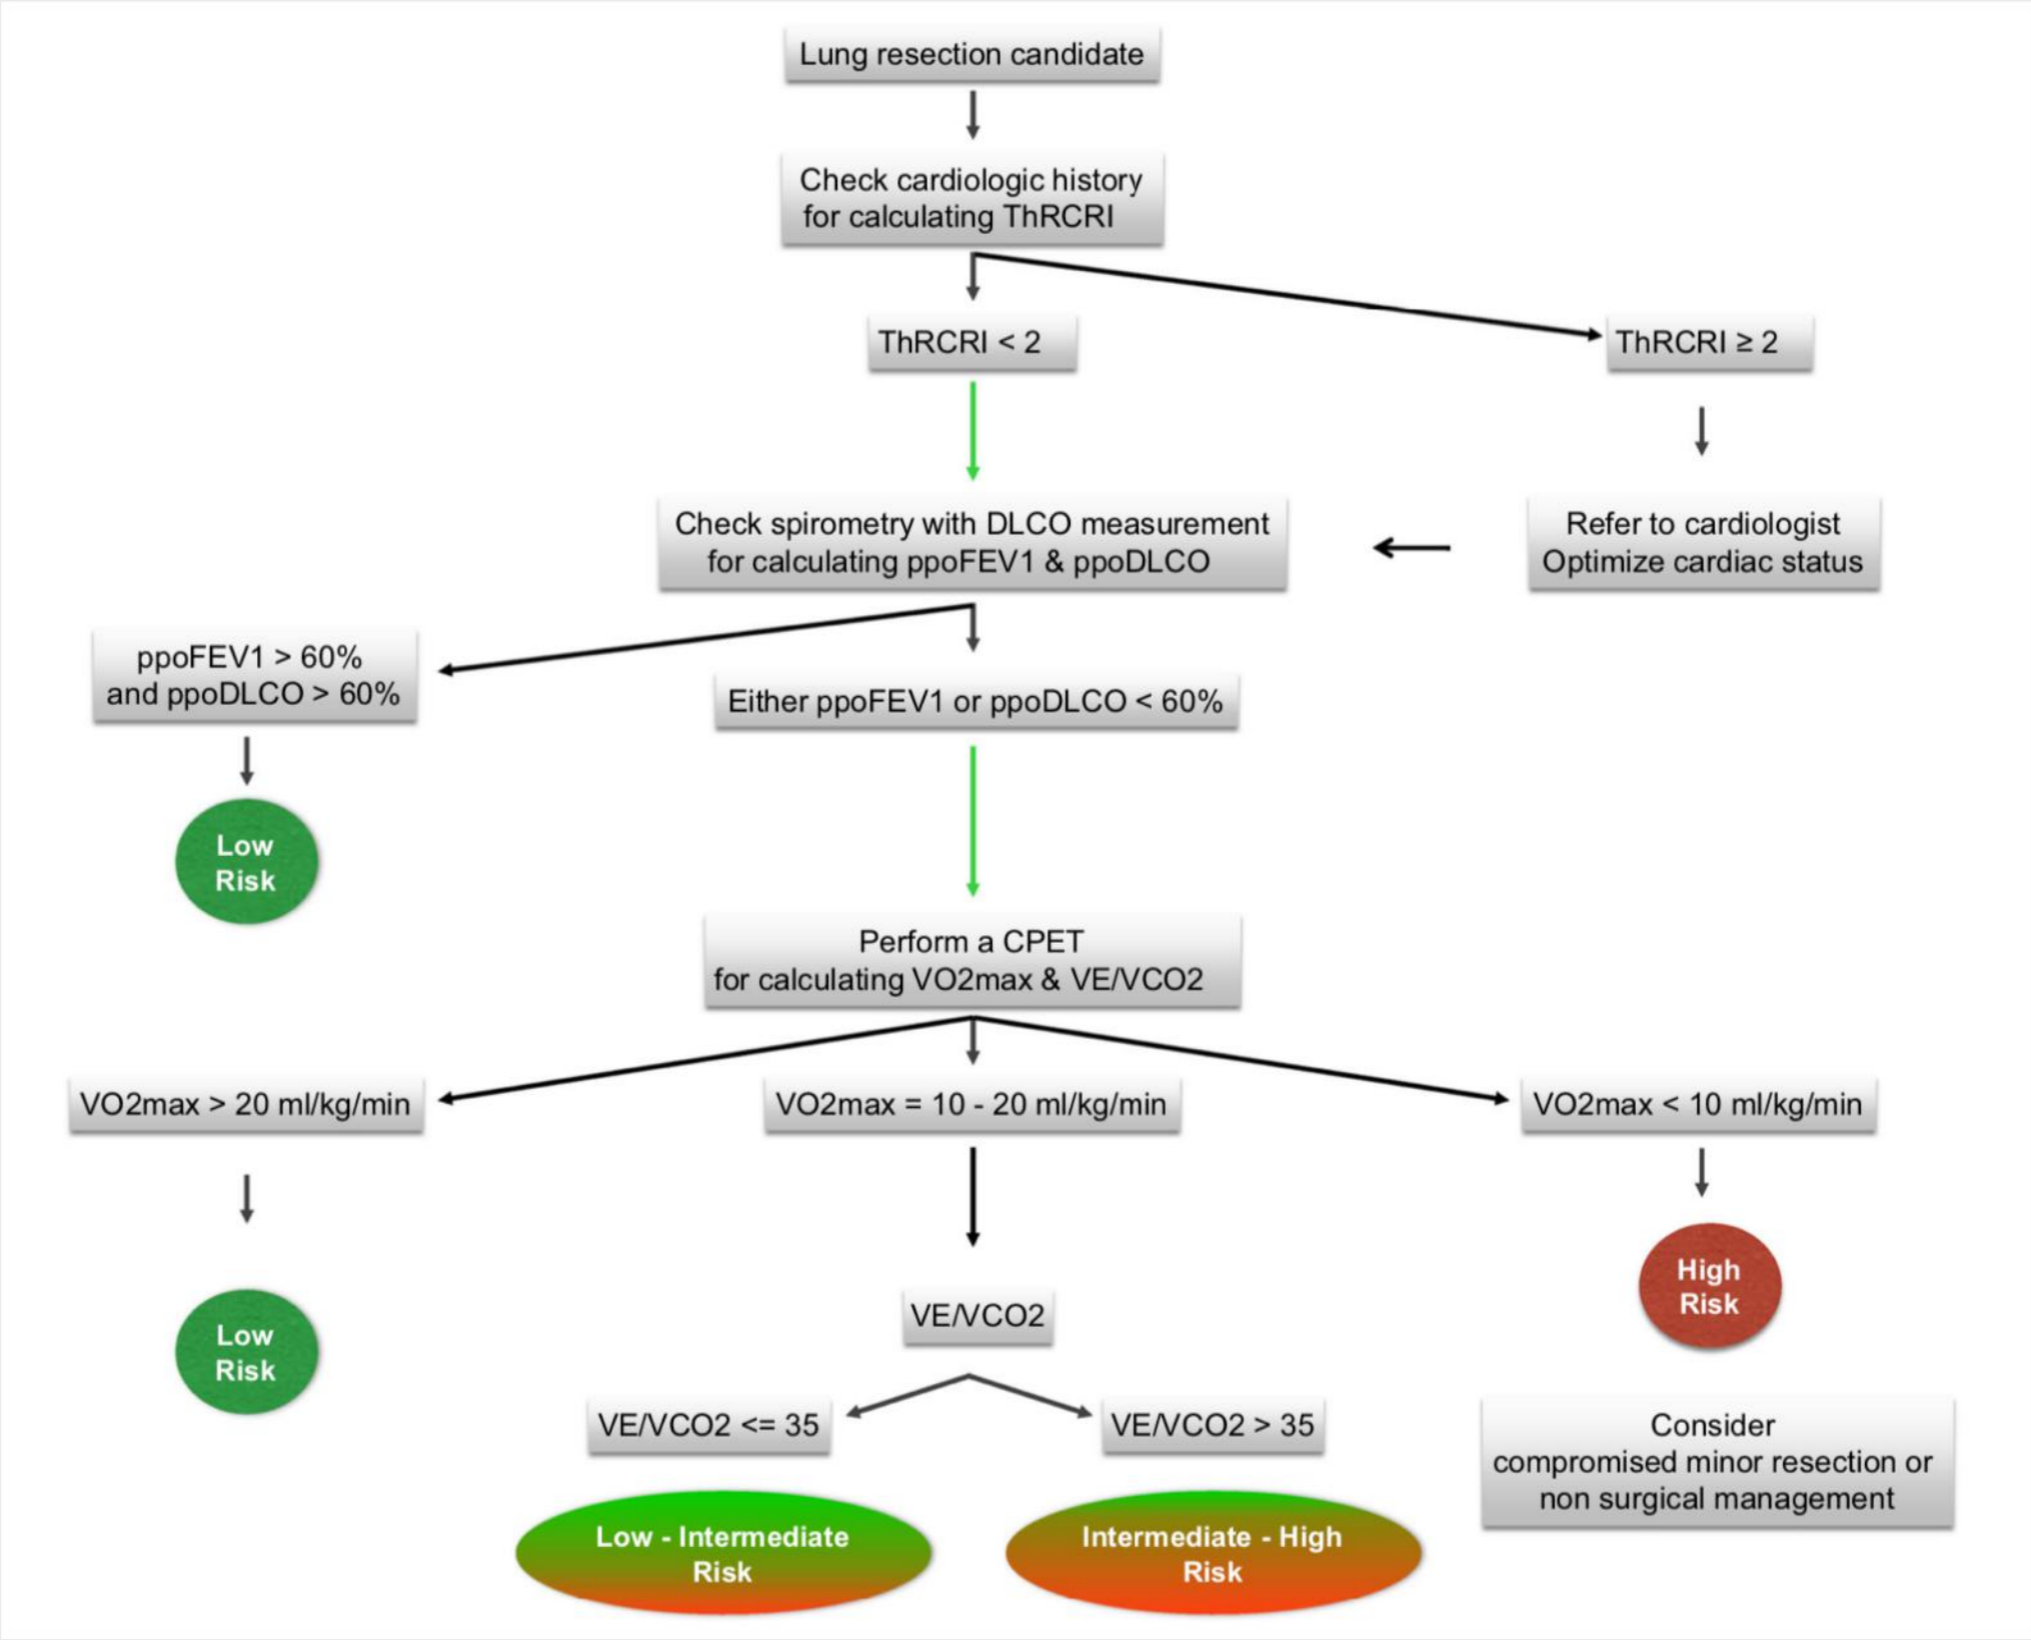 Lung resection candidate
Check cardiologic history
for calculating ThRCRI
ThRCRI < 2
ThRCRI ≥ 2
Check spirometry with DLCO measurement
for calculating ppoFEV1 & ppoDLCO
Refer to cardiologist
Optimize cardiac status
ppoFEV1 > 60%
and ppoDLCO > 60%
Either ppoFEV1 or ppoDLCO < 60%
Low
Risk
Perform a CPET
for calculating VO2max & VE/VCO2
VO2max > 20 ml/kg/min
VO2max = 10 - 20 ml/kg/min
VO2max < 10 ml/kg/min
Low
Risk
VE/VCO2
High
Risk
VE/VCO2 <= 35
VE/VCO2 > 35
Consider
compromised minor resection or
non surgical management
Low - Intermediate
Risk
Intermediate - High
Risk